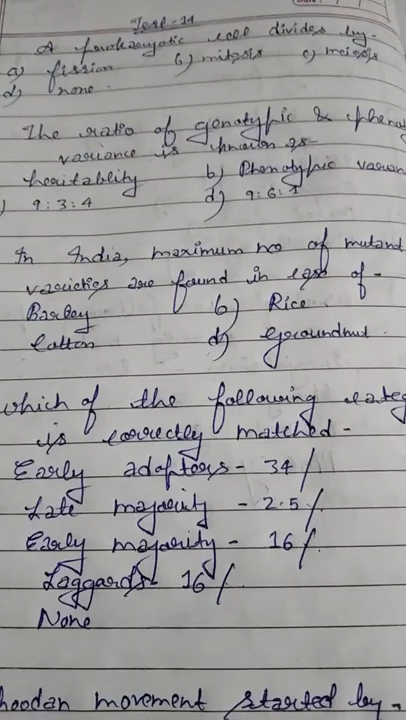 Test-11
A prokaryotic cell divides by-
a) fission b) mitosis c) meiosis
d) none.
The ratio of genotypic & phenot
variance is known as-
heritablity b) Phenotypic varian
) 9:3:4 d) 9:6:1
In India, maximum no of mutant
varieties are found in case of-
Barley b) Rice
Cotton d) Groundnut.
which of the following categ
is correctly matched-
Early adaptors- 34%
Late majority - 2.5%
Early majority - 16%.
Laggards- 16%.
None
hoodan movement started by-